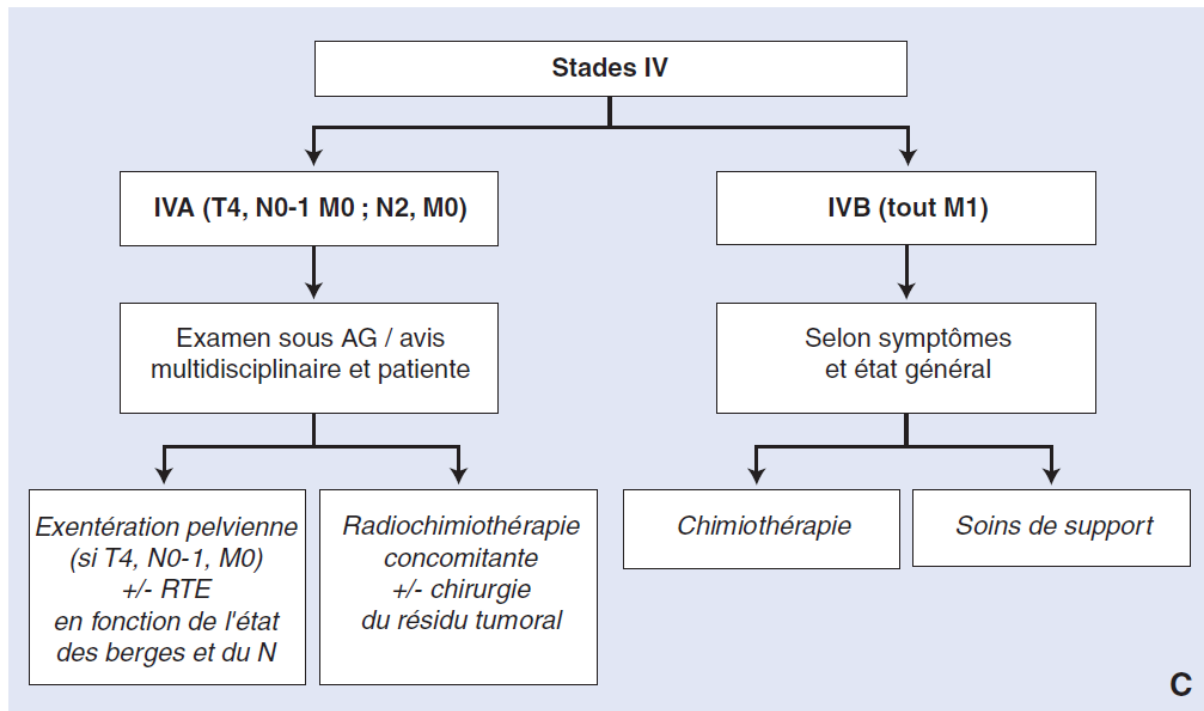 Stades IV
IVA (T4, N0-1 M0 ; N2, M0)
IVB (tout M1)
Examen sous AG / avis
multidisciplinaire et patiente
Selon symptômes
et état général
Exentération pelvienne
(si T4, N0-1, M0)
+/- RTE
en fonction de l'état
des berges et du N
Radiochimiothérapie
concomitante
+/- chirurgie
du résidu tumoral
Chimiothérapie
Soins de support
C